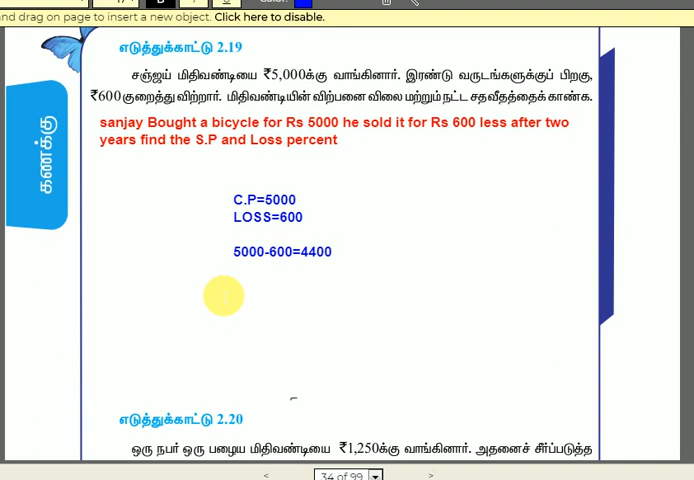 and drag on page to insert a new object. Click here to disable.
எடுத்துக்காட்டு 2.19
சஞ்ஜய் மிதிவண்டியை ₹5,000க்கு வாங்கினார். இரண்டு வருடங்களுக்குப் பிறகு,
₹600 குறைத்து விற்றார். மிதிவண்டியின் விற்பனை விலை மற்றும் நட்ட சதவீதத்தைக் காண்க.
கணக்கு
sanjay Bought a bicycle for Rs 5000 he sold it for Rs 600 less after two
years find the S.P and Loss percent
C.P=5000
LOSS=600
5000-600=4400
எடுத்துக்காட்டு 2.20
ஒரு நபர் ஒரு பழைய மிதிவண்டியை ₹1,250க்கு வாங்கினார். அதனைச் சீர்ப்படுத்த
< 34 of 99 >